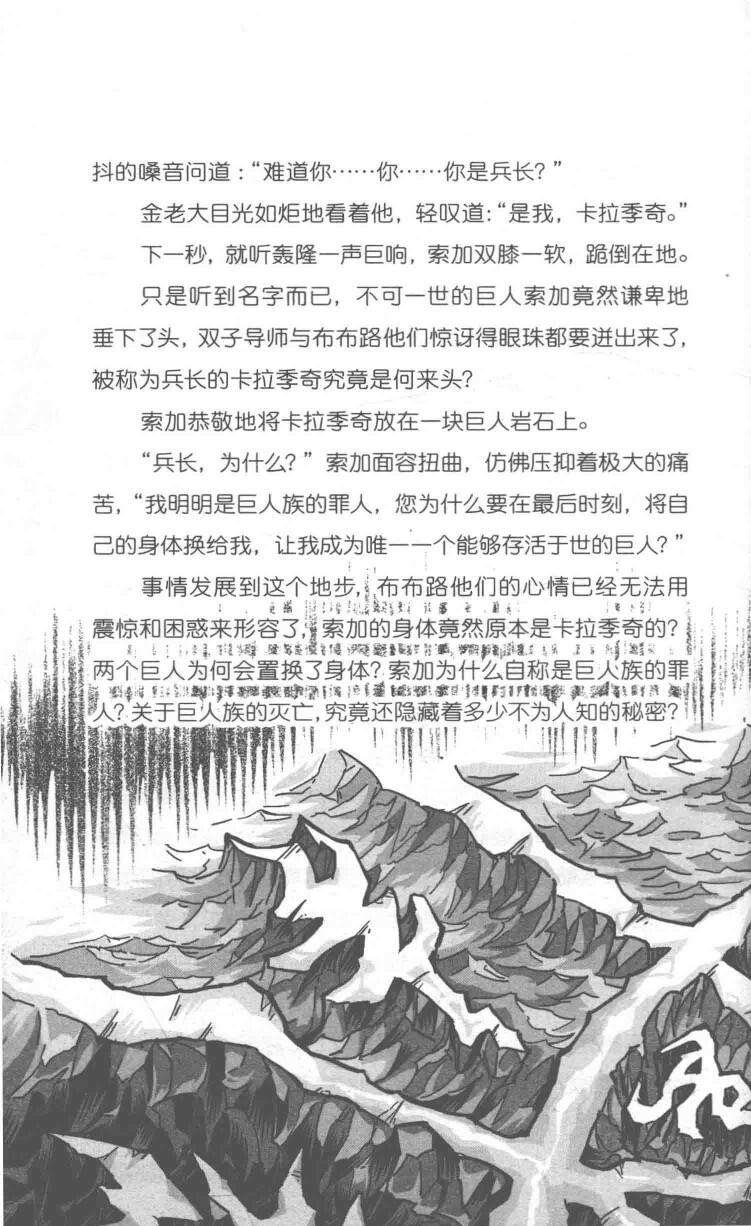 抖的嗓音问道：“难道你……你……你是兵长？”
金老大目光如炬地看着他，轻叹道：“是我，卡拉季奇。”
下一秒，就听轰隆一声巨响，索加双膝一软，跪倒在地。
只是听到名字而已，不可一世的巨人索加竟然谦卑地
垂下了头，双子导师与布布路他们惊讶得眼珠都要迸出来了，
被称为兵长的卡拉季奇究竟是何来头？
索加恭敬地将卡拉季奇放在一块巨人岩石上。
“兵长，为什么？”索加面容扭曲，仿佛压抑着极大的痛
苦，“我明明是巨人族的罪人，您为什么要在最后时刻，将自
己的身体换给我，让我成为唯一一个能够存活于世的巨人？”
事情发展到这个地步，布布路他们的心情已经无法用
震惊和困惑来形容了，索加的身体竟然原本是卡拉季奇的？
两个巨人为何会置换了身体？索加为什么自称是巨人族的罪
人？关于巨人族的灭亡，究竟还隐藏着多少不为人知的秘密？